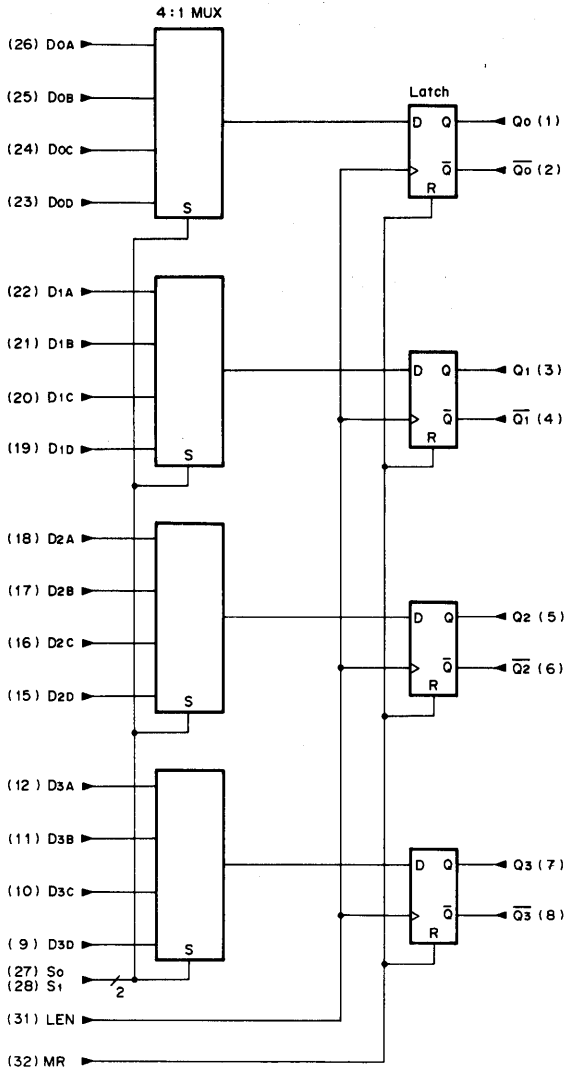 4:1 MUX
(26) D0A
(25) D0B
(24) D0C
(23) D0D
S
Latch
D Q
Q̅
R
Q0 (1)
Q̅0̅ (2)
(22) D1A
(21) D1B
(20) D1C
(19) D1D
S
D Q
Q̅
R
Q1 (3)
Q̅1̅ (4)
(18) D2A
(17) D2B
(16) D2C
(15) D2D
S
D Q
Q̅
R
Q2 (5)
Q̅2̅ (6)
(12) D3A
(11) D3B
(10) D3C
(9) D3D
S
D Q
Q̅
R
Q3 (7)
Q̅3̅ (8)
(27) S0
(28) S1
2
(31) LEN
(32) MR